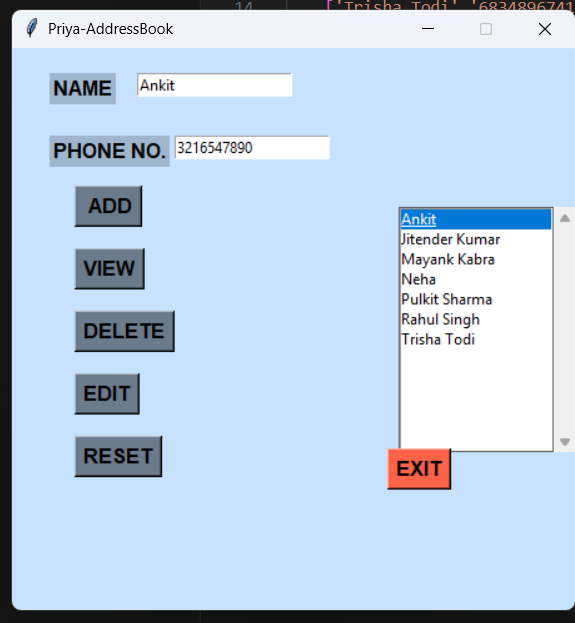 14 ['Trisha Todi','6834896741
Priya-AddressBook
NAME Ankit
PHONE NO. 3216547890
ADD
VIEW
DELETE
EDIT
RESET
Ankit
Jitender Kumar
Mayank Kabra
Neha
Pulkit Sharma
Rahul Singh
Trisha Todi
EXIT